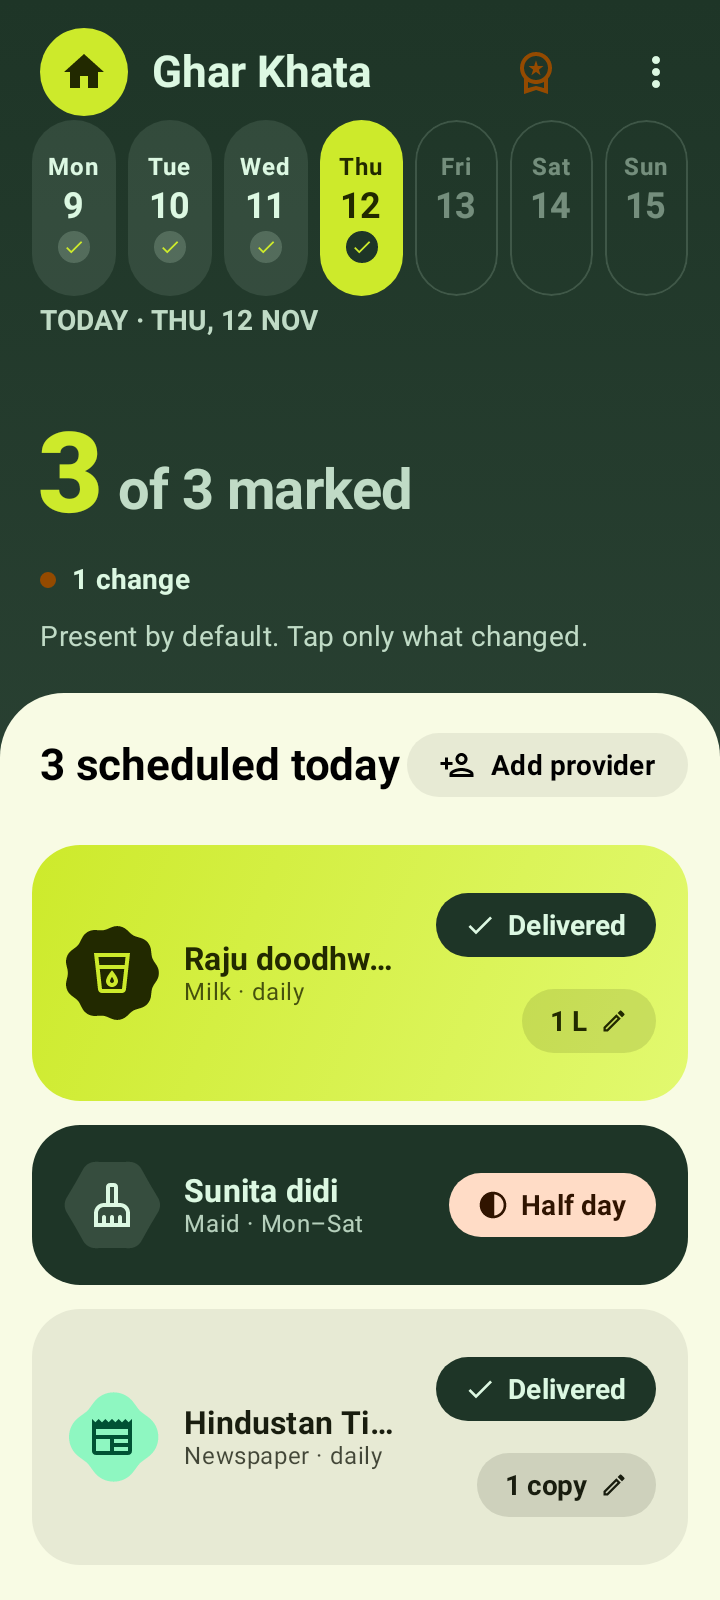 Ghar Khata
Mon Tue Wed Thu Fri Sat Sun
9 10 11 12 13 14 15
TODAY · THU, 12 NOV
3 of 3 marked
1 change
Present by default. Tap only what changed.
3 scheduled today
Add provider
Raju doodhw…
Milk · daily
Delivered
1 L
Sunita didi
Maid · Mon–Sat
Half day
Hindustan Ti…
Newspaper · daily
Delivered
1 copy